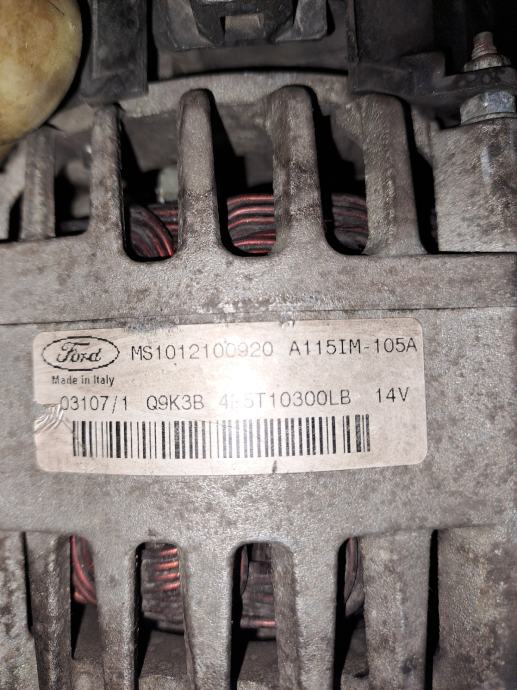 Ford MS1012100920 A115IM-105A
Made in Italy
03107/1 Q9K3B 14V